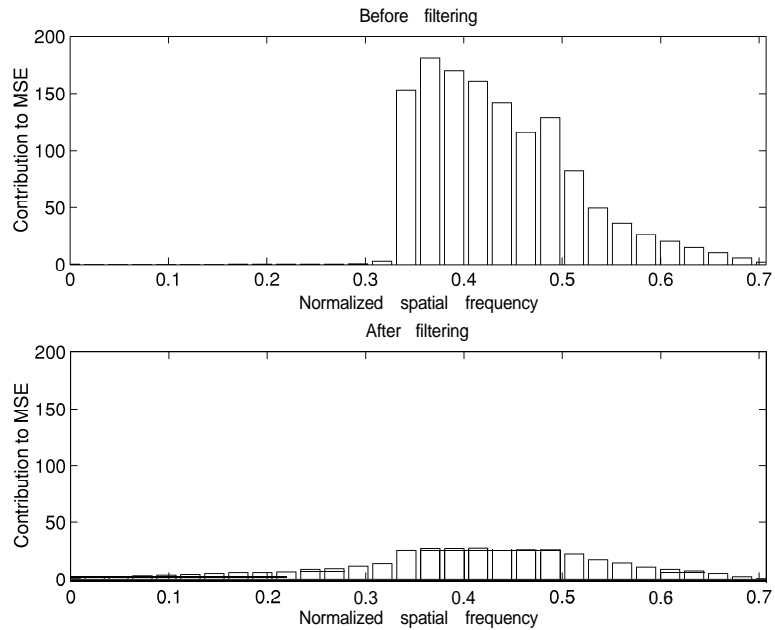 Before filtering
Contribution to MSE
200
150
100
50
0
0 0.1 0.2 0.3 0.4 0.5 0.6 0.7
Normalized spatial frequency
After filtering
Contribution to MSE
200
150
100
50
0
0 0.1 0.2 0.3 0.4 0.5 0.6 0.7
Normalized spatial frequency